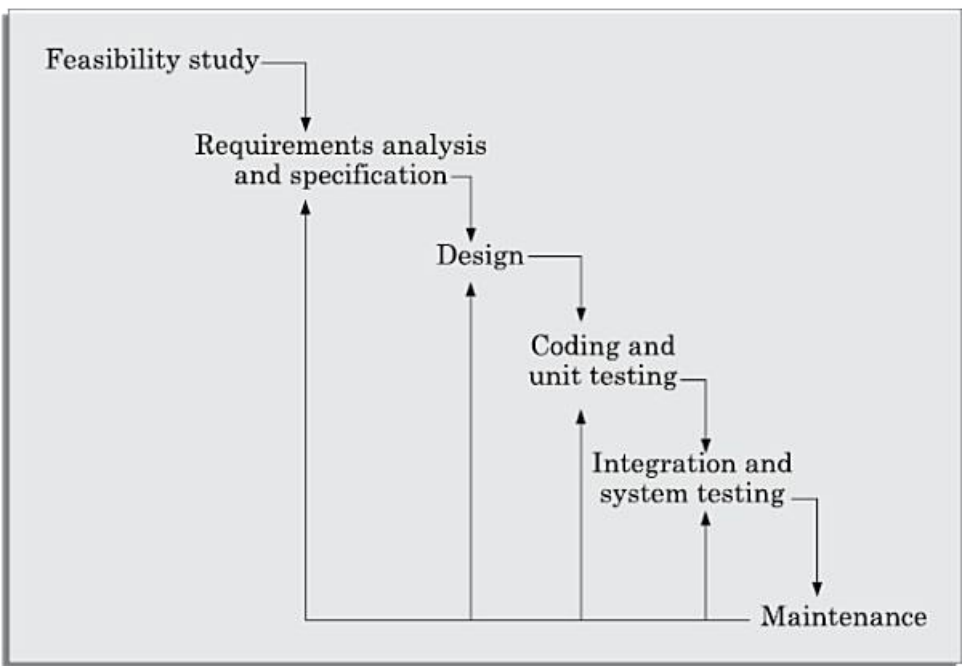 Feasibility study
Requirements analysis
and specification
Design
Coding and
unit testing
Integration and
system testing
Maintenance